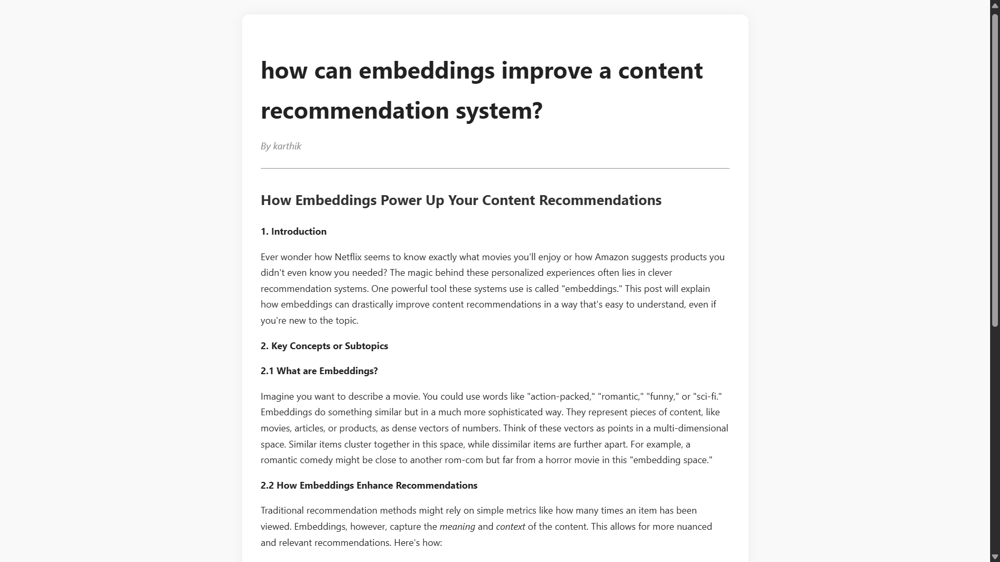 how can embeddings improve a content
recommendation system?
By karthik
How Embeddings Power Up Your Content Recommendations
1. Introduction
Ever wonder how Netflix seems to know exactly what movies you'll enjoy or how Amazon suggests products you
didn't even know you needed? The magic behind these personalized experiences often lies in clever
recommendation systems. One powerful tool these systems use is called "embeddings." This post will explain
how embeddings can drastically improve content recommendations in a way that's easy to understand, even if
you're new to the topic.
2. Key Concepts or Subtopics
2.1 What are Embeddings?
Imagine you want to describe a movie. You could use words like "action-packed," "romantic," "funny," or "sci-fi."
Embeddings do something similar but in a much more sophisticated way. They represent pieces of content, like
movies, articles, or products, as dense vectors of numbers. Think of these vectors as points in a multi-dimensional
space. Similar items cluster together in this space, while dissimilar items are further apart. For example, a
romantic comedy might be close to another rom-com but far from a horror movie in this "embedding space."
2.2 How Embeddings Enhance Recommendations
Traditional recommendation methods might rely on simple metrics like how many times an item has been
viewed. Embeddings, however, capture the meaning and context of the content. This allows for more nuanced
and relevant recommendations. Here's how: